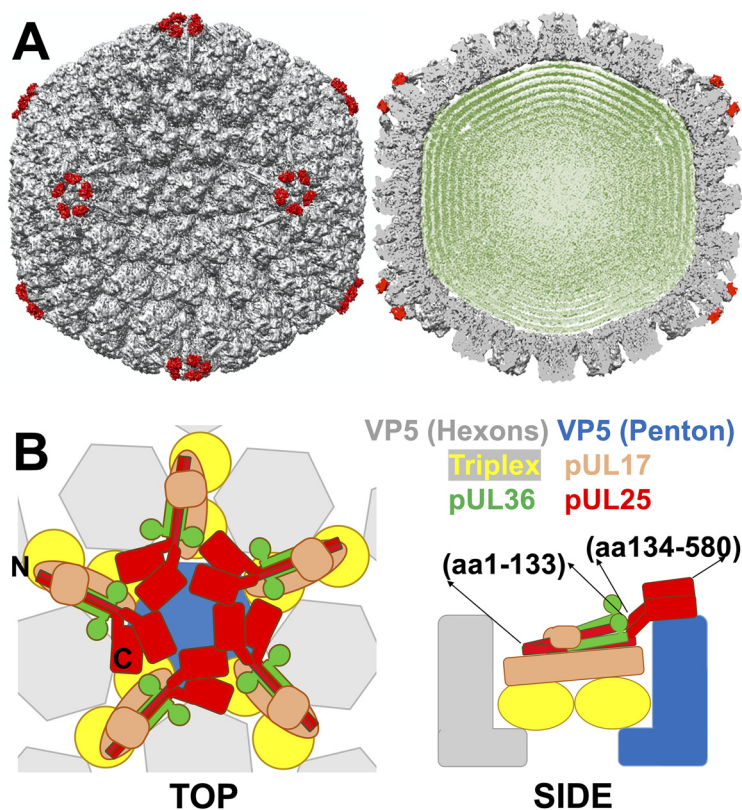 A
B
VP5 (Hexons) VP5 (Penton)
Triplex pUL17
pUL36 pUL25
N
C
(aa1-133)
(aa134-580)
TOP
SIDE